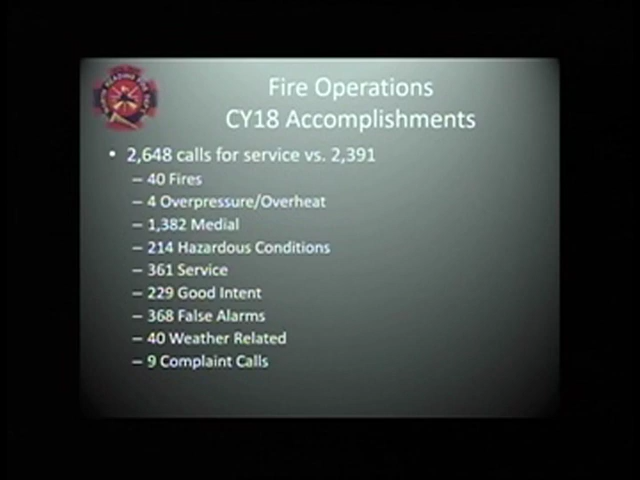 Fire Operations
CY18 Accomplishments
• 2,648 calls for service vs. 2,391
– 40 Fires
– 4 Overpressure/Overheat
– 1,382 Medial
– 214 Hazardous Conditions
– 361 Service
– 229 Good Intent
– 368 False Alarms
– 40 Weather Related
– 9 Complaint Calls